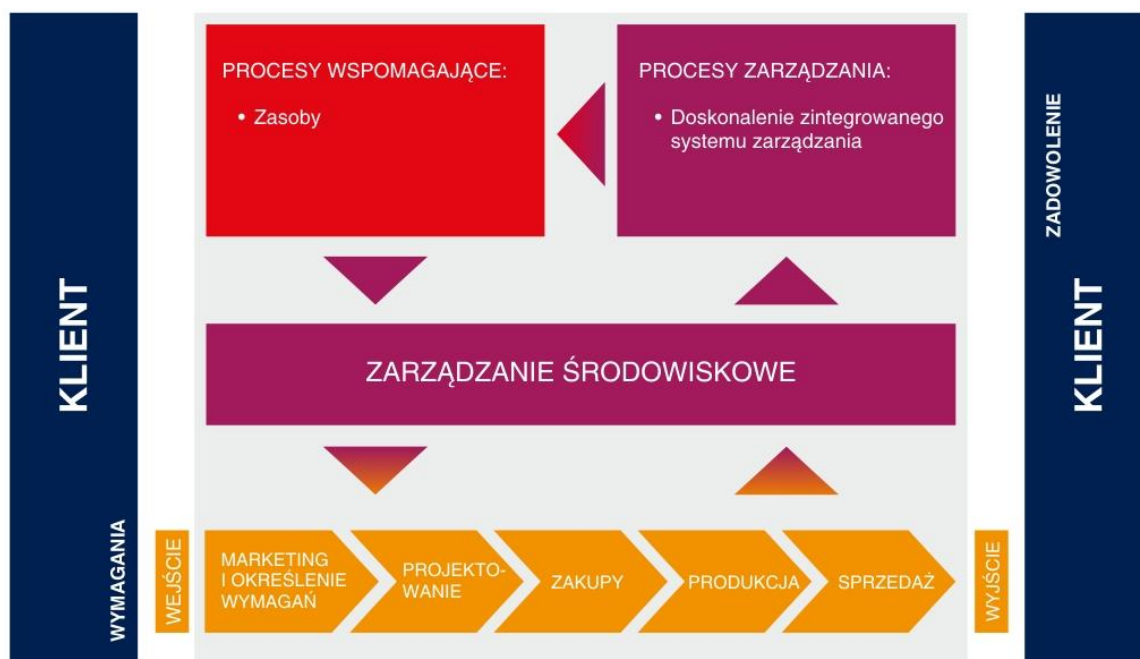 KLIENT
WYMAGANIA
PROCESY WSPOMAGAJĄCE:
• Zasoby
PROCESY ZARZĄDZANIA:
• Doskonalenie zintegrowanego
systemu zarządzania
ZARZĄDZANIE ŚRODOWISKOWE
WEJŚCIE
MARKETING
I OKREŚLENIE
WYMAGAŃ
PROJEKTO-
WANIE
ZAKUPY
PRODUKCJA
SPRZEDAŻ
WYJŚCIE
ZADOWOLENIE
KLIENT